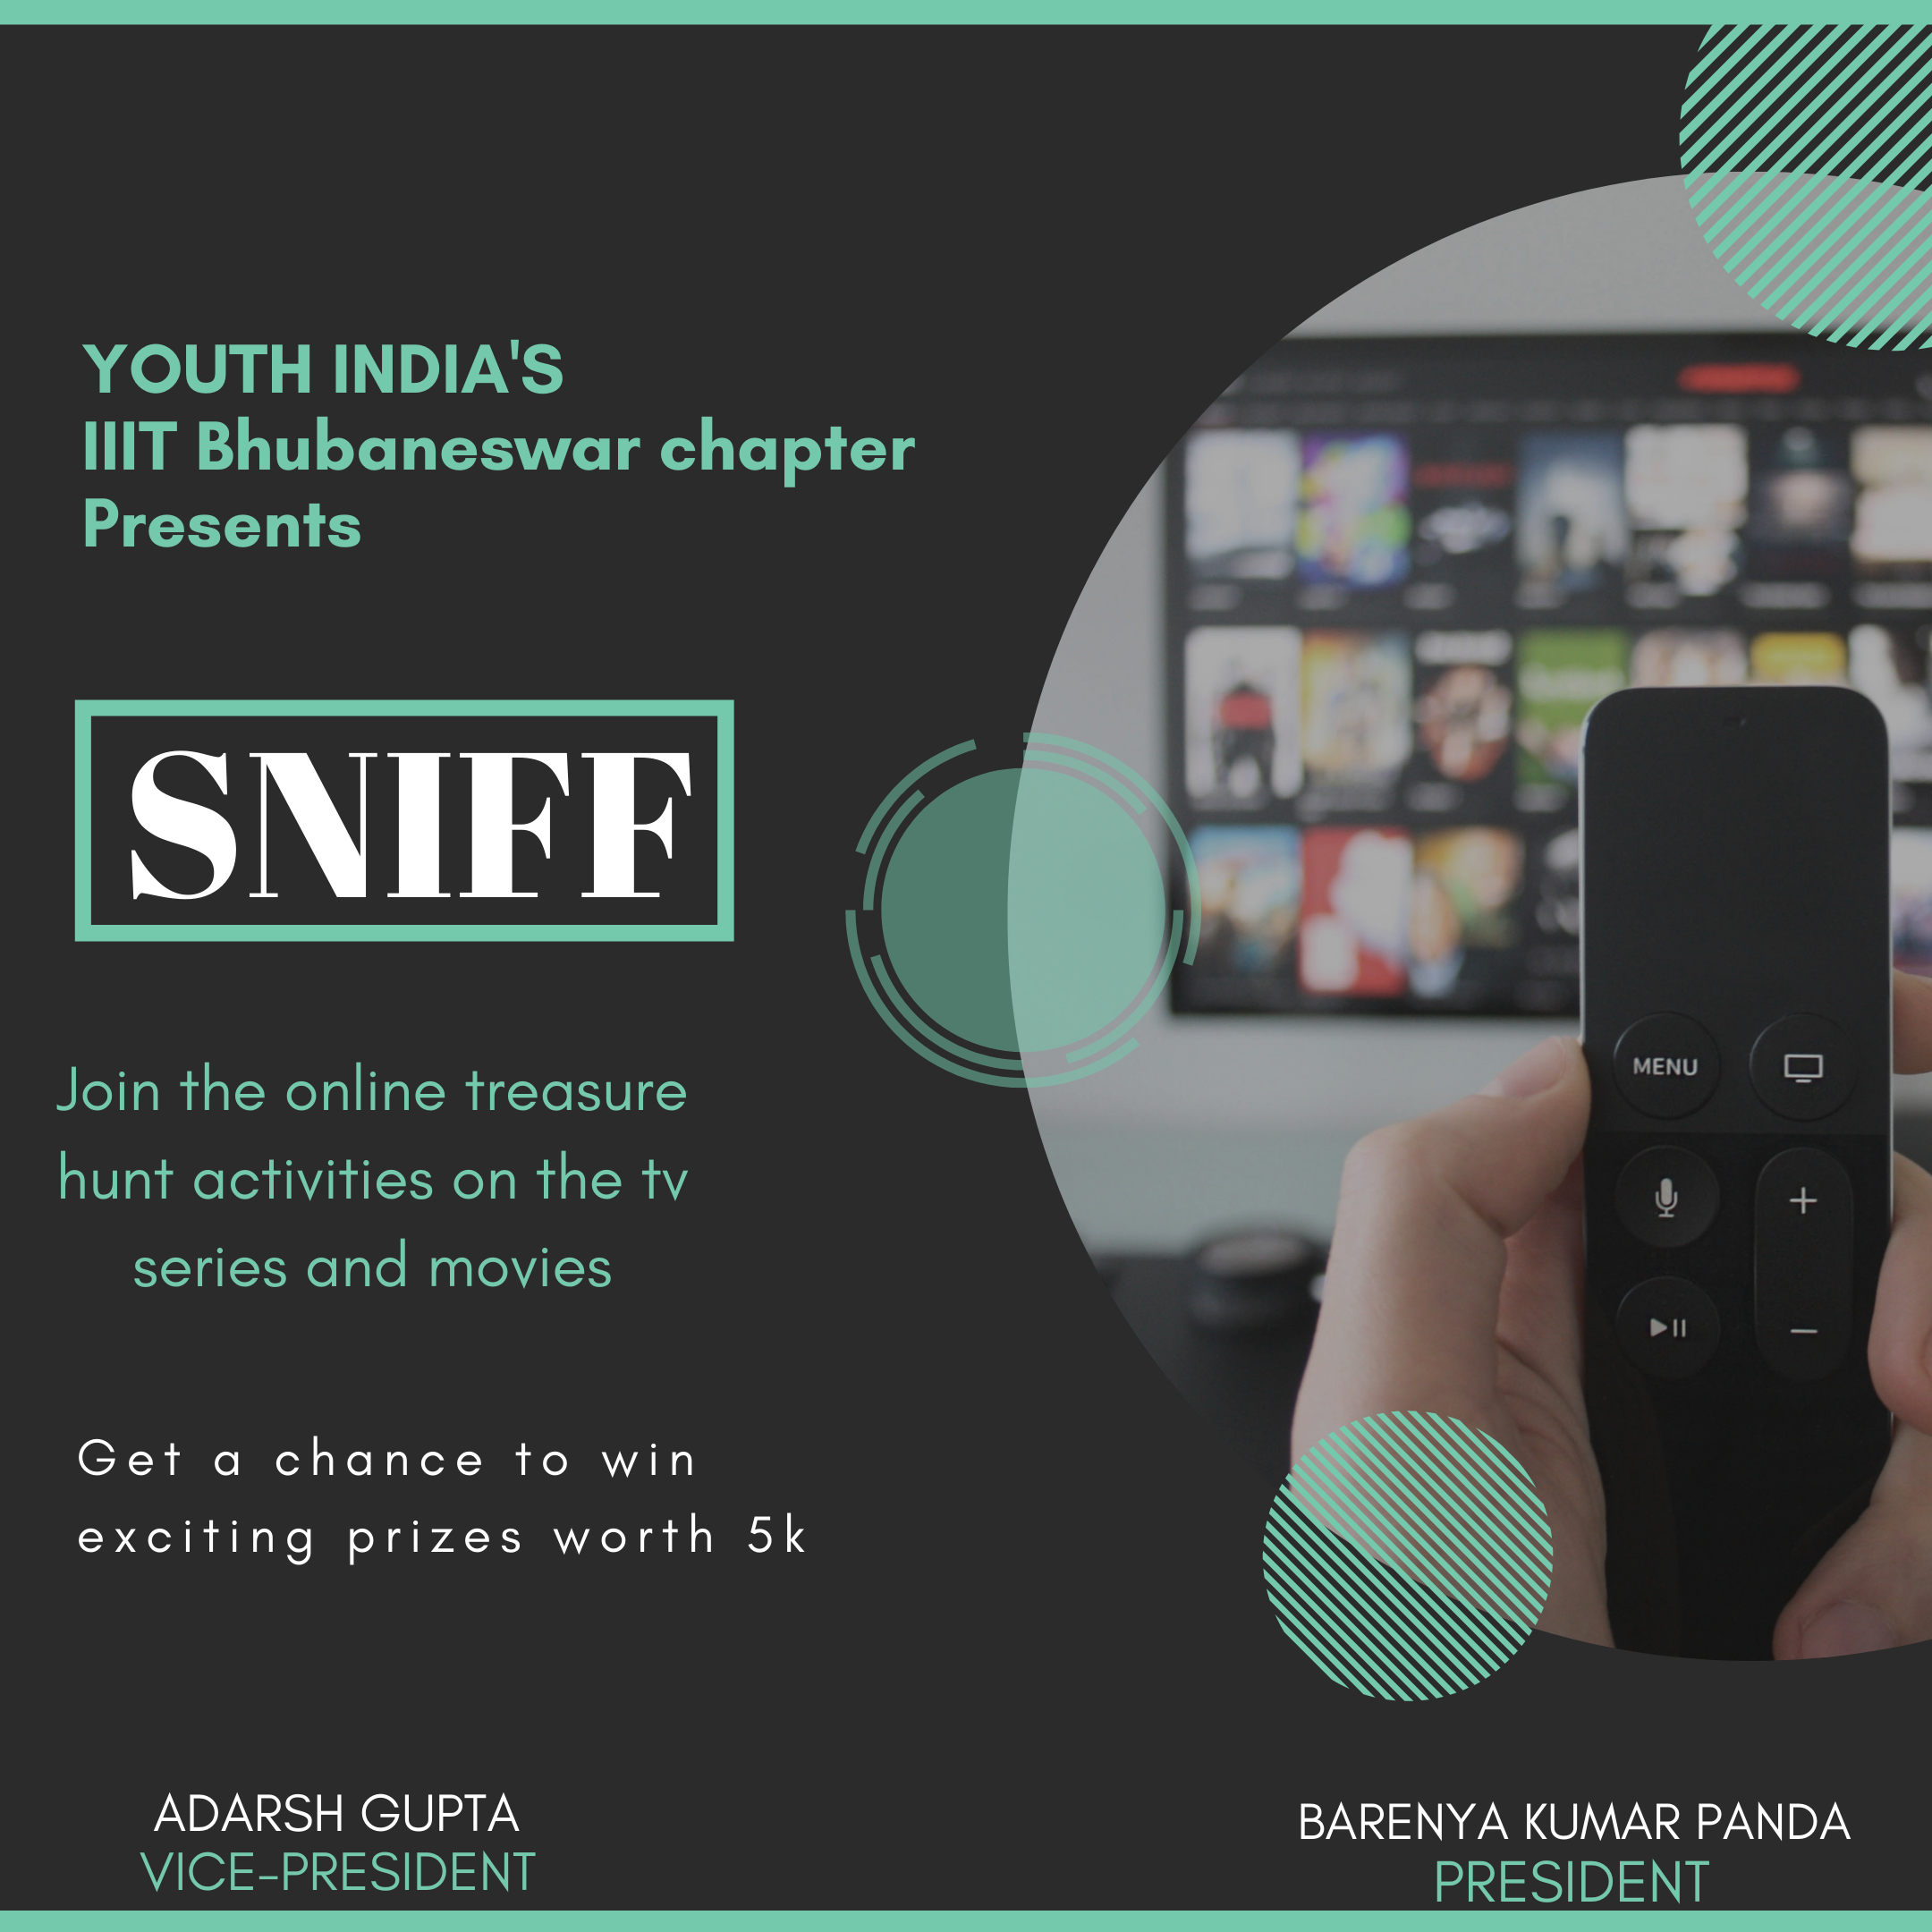 YOUTH INDIA'S
IIIT Bhubaneswar chapter
Presents
SNIFF
Join the online treasure
hunt activities on the tv
series and movies
Get a chance to win
exciting prizes worth 5k
MENU
ADARSH GUPTA
VICE-PRESIDENT
BARENYA KUMAR PANDA
PRESIDENT